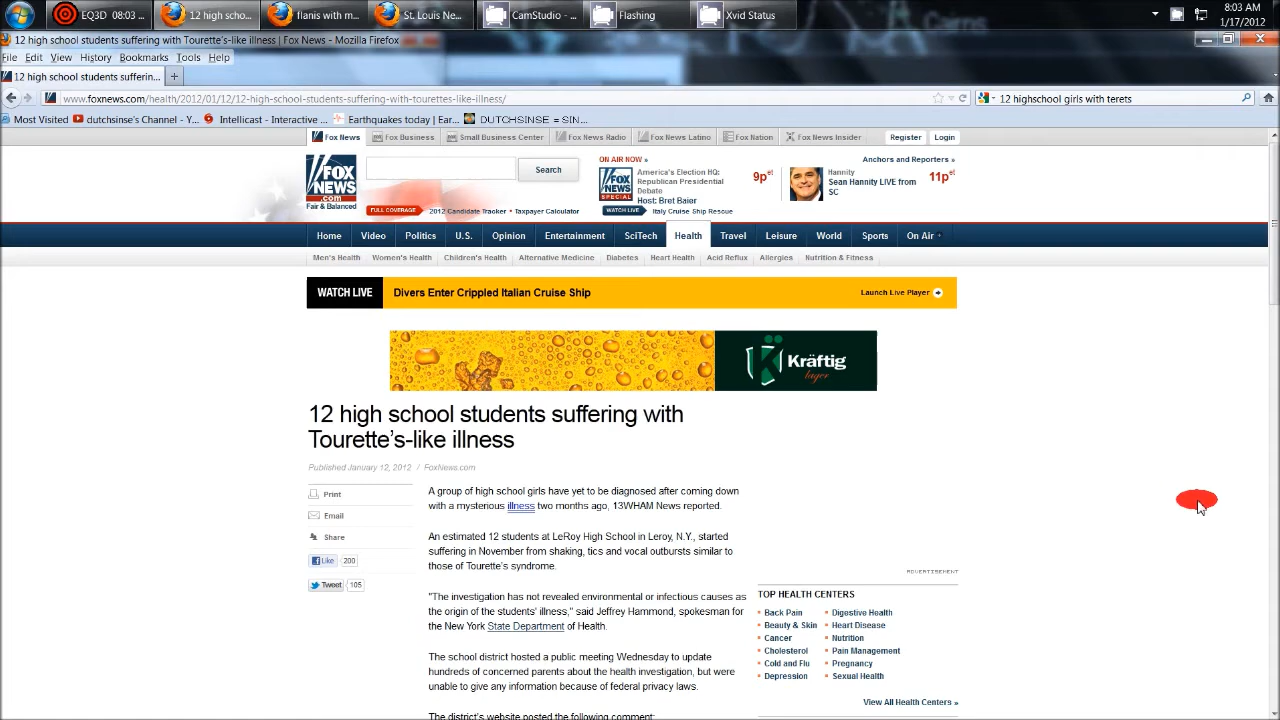 EQ3D 08:03 ...
12 high scho...
flanis with m...
St. Louis Ne...
CamStudio - ...
Flashing
Xvid Status
8:03 AM
1/17/2012
12 high school students suffering with Tourette's-like illness | Fox News - Mozilla Firefox
File Edit View History Bookmarks Tools Help
12 high school students sufferin...
www.foxnews.com/health/2012/01/12/12-high-school-students-suffering-with-tourettes-like-illness/
12 highschool girls with terets
Most Visited dutchsinse's Channel - Y... Intellicast - Interactive ... Earthquakes today | Ear... DUTCHSINSE = SIN...
Fox News Fox Business Small Business Center Fox News Radio Fox News Latino Fox Nation Fox News Insider Register Login
FOX
NEWS
.com
Fair & Balanced
Search
ON AIR NOW »
FOX
NEWS
SPECIAL
America's Election HQ:
Republican Presidential
Debate
Host: Bret Baier
9p et
Anchors and Reporters »
Hannity
Sean Hannity LIVE from
SC
11p et
FULL COVERAGE 2012 Candidate Tracker • Taxpayer Calculator
WATCH LIVE Italy Cruise Ship Rescue
Home Video Politics U.S. Opinion Entertainment SciTech Health Travel Leisure World Sports On Air +
Men's Health Women's Health Children's Health Alternative Medicine Diabetes Heart Health Acid Reflux Allergies Nutrition & Fitness
WATCH LIVE Divers Enter Crippled Italian Cruise Ship Launch Live Player
K Kräftig
lager
12 high school students suffering with
Tourette's-like illness
Published January 12, 2012 / FoxNews.com
Print
Email
Share
Like 200
Tweet 105
A group of high school girls have yet to be diagnosed after coming down
with a mysterious illness two months ago, 13WHAM News reported.
An estimated 12 students at LeRoy High School in Leroy, N.Y., started
suffering in November from shaking, tics and vocal outbursts similar to
those of Tourette's syndrome.
"The investigation has not revealed environmental or infectious causes as
the origin of the students' illness," said Jeffrey Hammond, spokesman for
the New York State Department of Health.
The school district hosted a public meeting Wednesday to update
hundreds of concerned parents about the health investigation, but were
unable to give any information because of federal privacy laws.
The district's website posted the following comment:
ADVERTISEMENT
TOP HEALTH CENTERS
Back Pain Digestive Health
Beauty & Skin Heart Disease
Cancer Nutrition
Cholesterol Pain Management
Cold and Flu Pregnancy
Depression Sexual Health
View All Health Centers »